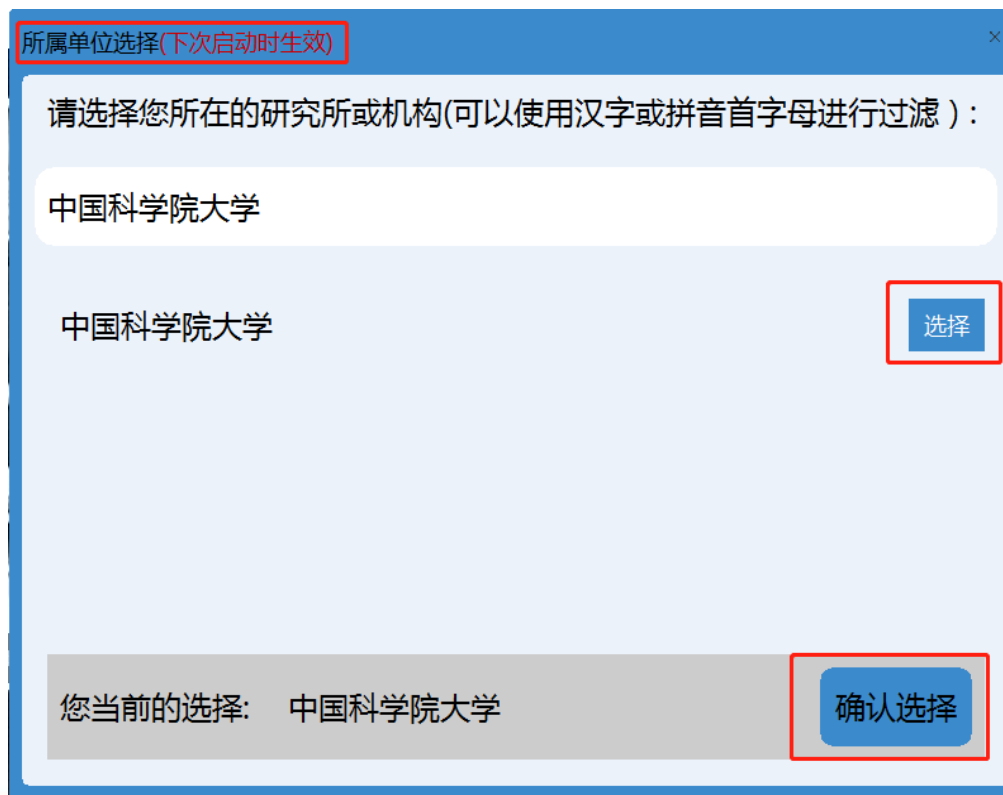 所属单位选择(下次启动时生效)
×
请选择您所在的研究所或机构(可以使用汉字或拼音首字母进行过滤）:
中国科学院大学
中国科学院大学 选择
您当前的选择: 中国科学院大学 确认选择